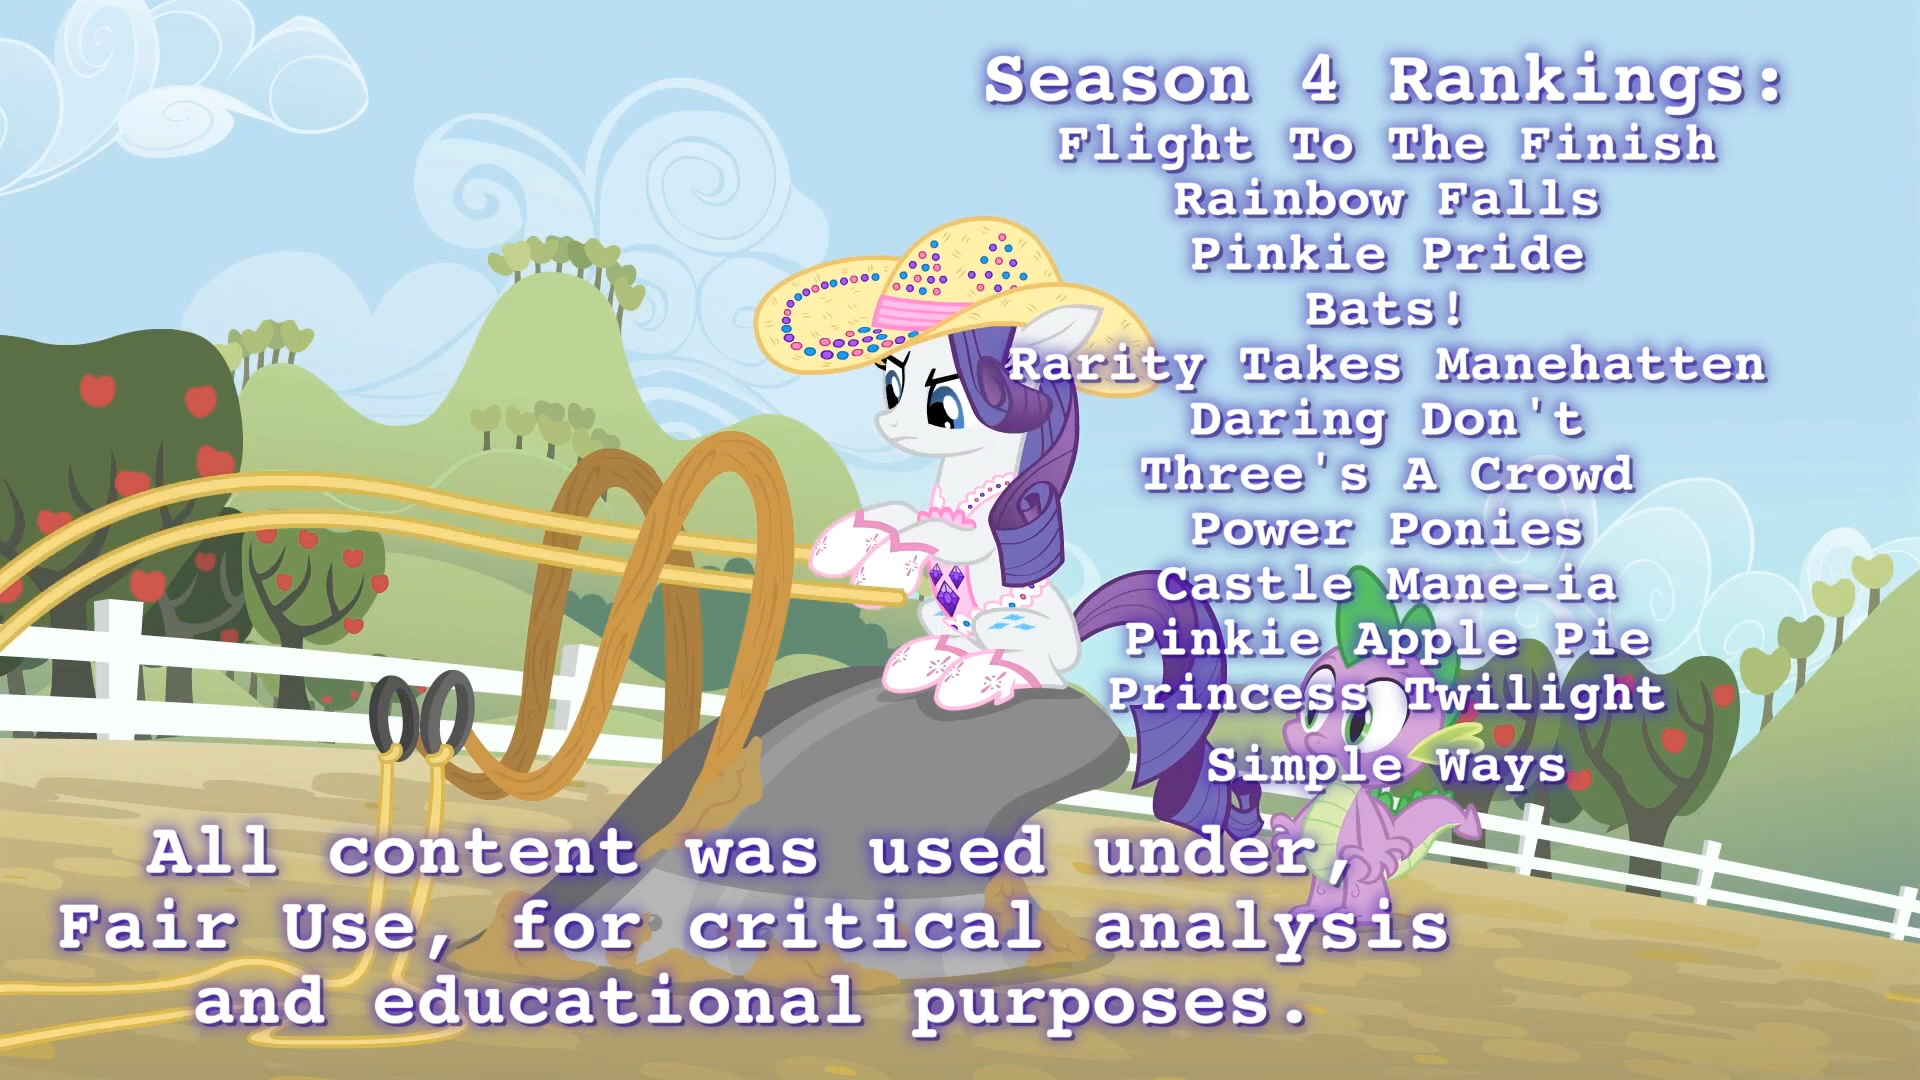 Season 4 Rankings:
Flight To The Finish
Rainbow Falls
Pinkie Pride
Bats!
Rarity Takes Manehatten
Daring Don't
Three's A Crowd
Power Ponies
Castle Mane-ia
Pinkie Apple Pie
Princess Twilight
Simple Ways
All content was used under,
Fair Use, for critical analysis
and educational purposes.